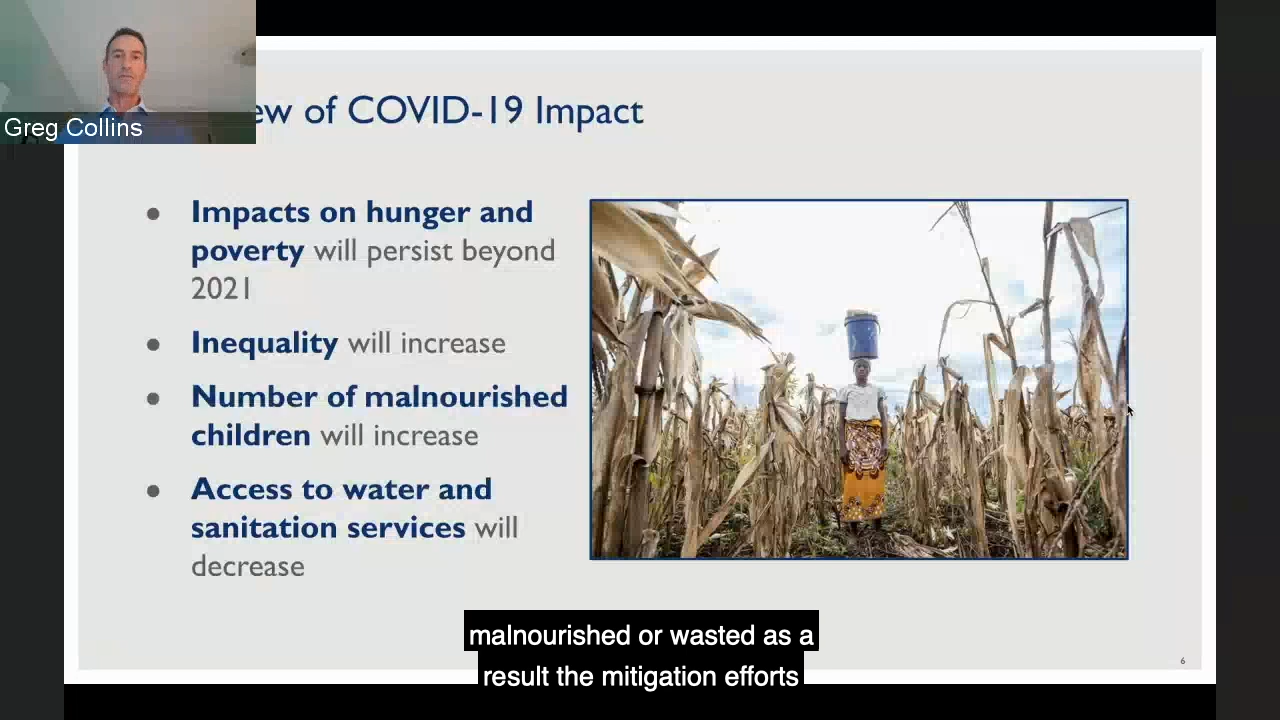 Greg Collins
ew of COVID-19 Impact
• Impacts on hunger and
poverty will persist beyond
2021
• Inequality will increase
• Number of malnourished
children will increase
• Access to water and
sanitation services will
decrease
malnourished or wasted as a
result the mitigation efforts
6